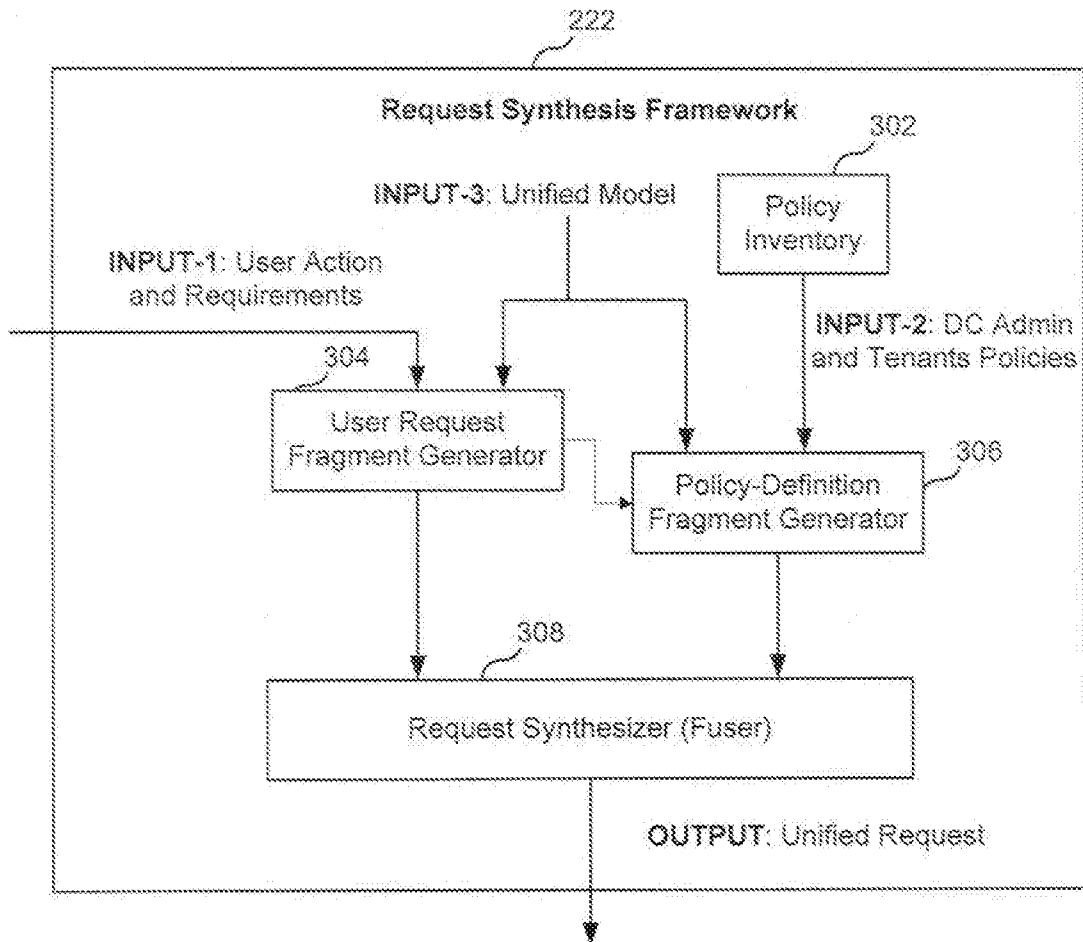 222
Request Synthesis Framework
302
INPUT-3: Unified Model
Policy
Inventory
INPUT-1: User Action
and Requirements
INPUT-2: DC Admin
and Tenants Policies
304
User Request
Fragment Generator
306
Policy-Definition
Fragment Generator
308
Request Synthesizer (Fuser)
OUTPUT: Unified Request